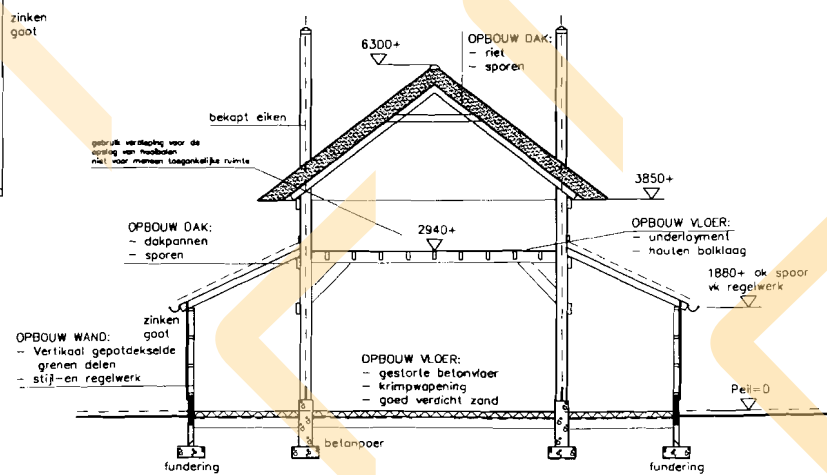 zinken
goot
6300+
OPBOUW DAK:
- riet
- sporen
bekapt eiken
gebruik verdieping voor de
opslag van hooibalen
niet voor mensen toegankelijke ruimte
3850+
OPBOUW DAK:
- dakpannen
- sporen
2940+
OPBOUW VLOER:
- underlayment
- houten balklaag
1880+ ok spoor
vk regelwerk
zinken
goot
OPBOUW WAND:
- Vertikaal gepotdekselde
grenen delen
- stijl-en regelwerk
OPBOUW VLOER:
- gestorte betonvloer
- krimpwapening
- goed verdicht zand
Peil=0
betonpoer
fundering
fundering